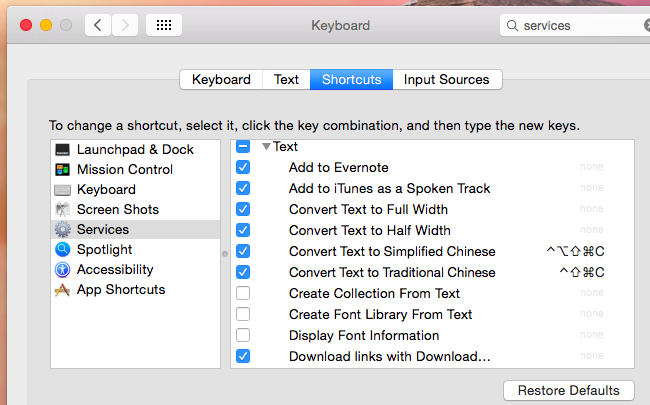 Keyboard
services
Keyboard Text Shortcuts Input Sources
To change a shortcut, select it, click the key combination, and then type the new keys.
Launchpad & Dock
Mission Control
Keyboard
Screen Shots
Services
Spotlight
Accessibility
App Shortcuts
Text
Add to Evernote none
Add to iTunes as a Spoken Track none
Convert Text to Full Width none
Convert Text to Half Width none
Convert Text to Simplified Chinese ^⌥⇧⌘C
Convert Text to Traditional Chinese ^⇧⌘C
Create Collection From Text none
Create Font Library From Text none
Display Font Information none
Download links with Download… none
Restore Defaults